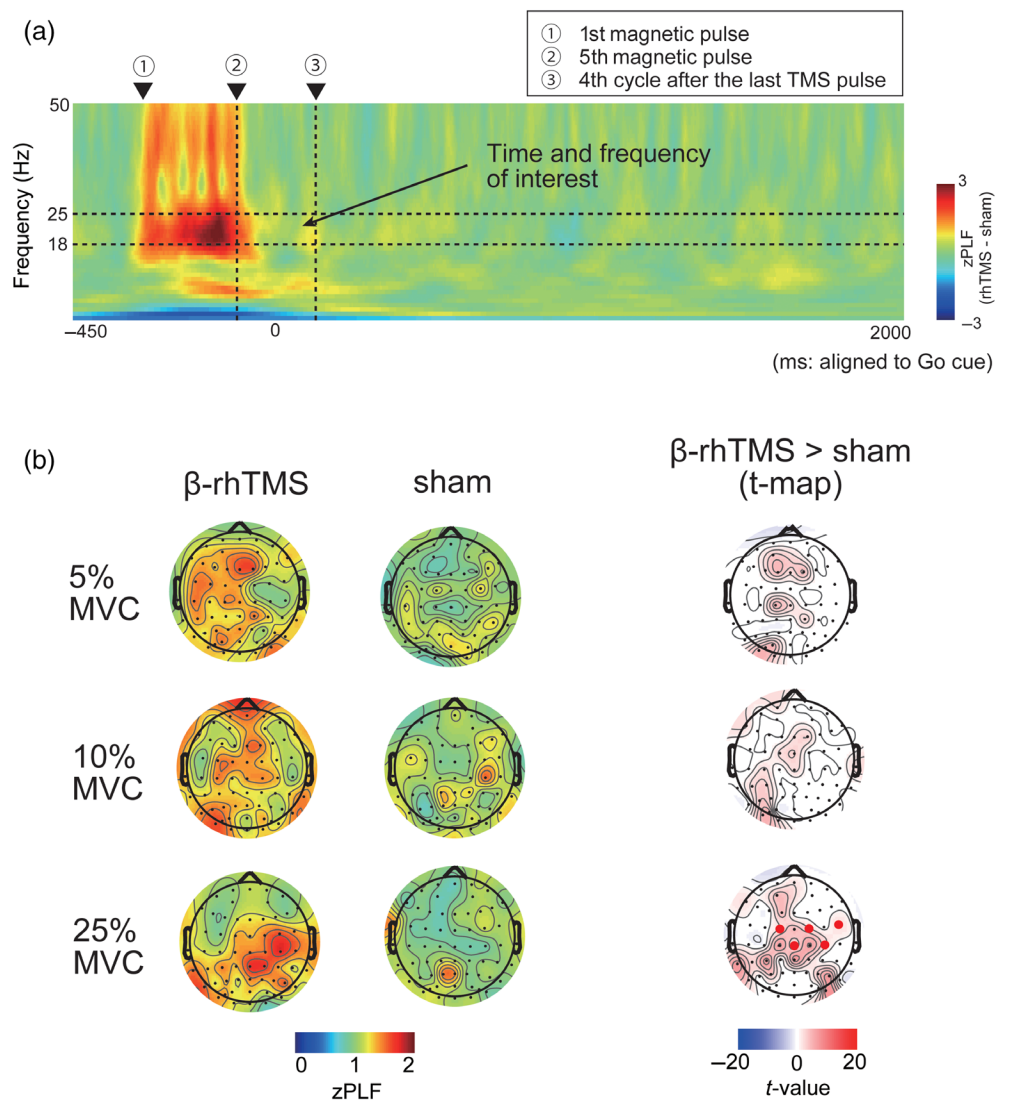 (a)
① 1st magnetic pulse
② 5th magnetic pulse
③ 4th cycle after the last TMS pulse
① ② ③
50
25
18
Frequency (Hz)
Time and frequency
of interest
3
–3
zPLF
(rhTMS - sham)
–450 0 2000
(ms: aligned to Go cue)
(b)
β-rhTMS sham
β-rhTMS > sham
(t-map)
5%
MVC
10%
MVC
25%
MVC
0 1 2
zPLF
–20 0 20
t-value